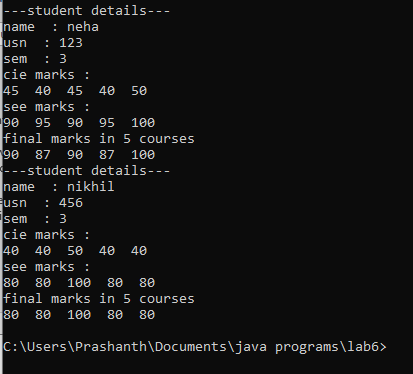 ---student details---
name  : neha
usn  : 123
sem  : 3
cie marks :
45  40  45  40  50
see marks :
90  95  90  95  100
final marks in 5 courses
90  87  90  87  100
---student details---
name  : nikhil
usn  : 456
sem  : 3
cie marks :
40  40  50  40  40
see marks :
80  80  100  80  80
final marks in 5 courses
80  80  100  80  80
C:\Users\Prashanth\Documents\java programs\lab6>